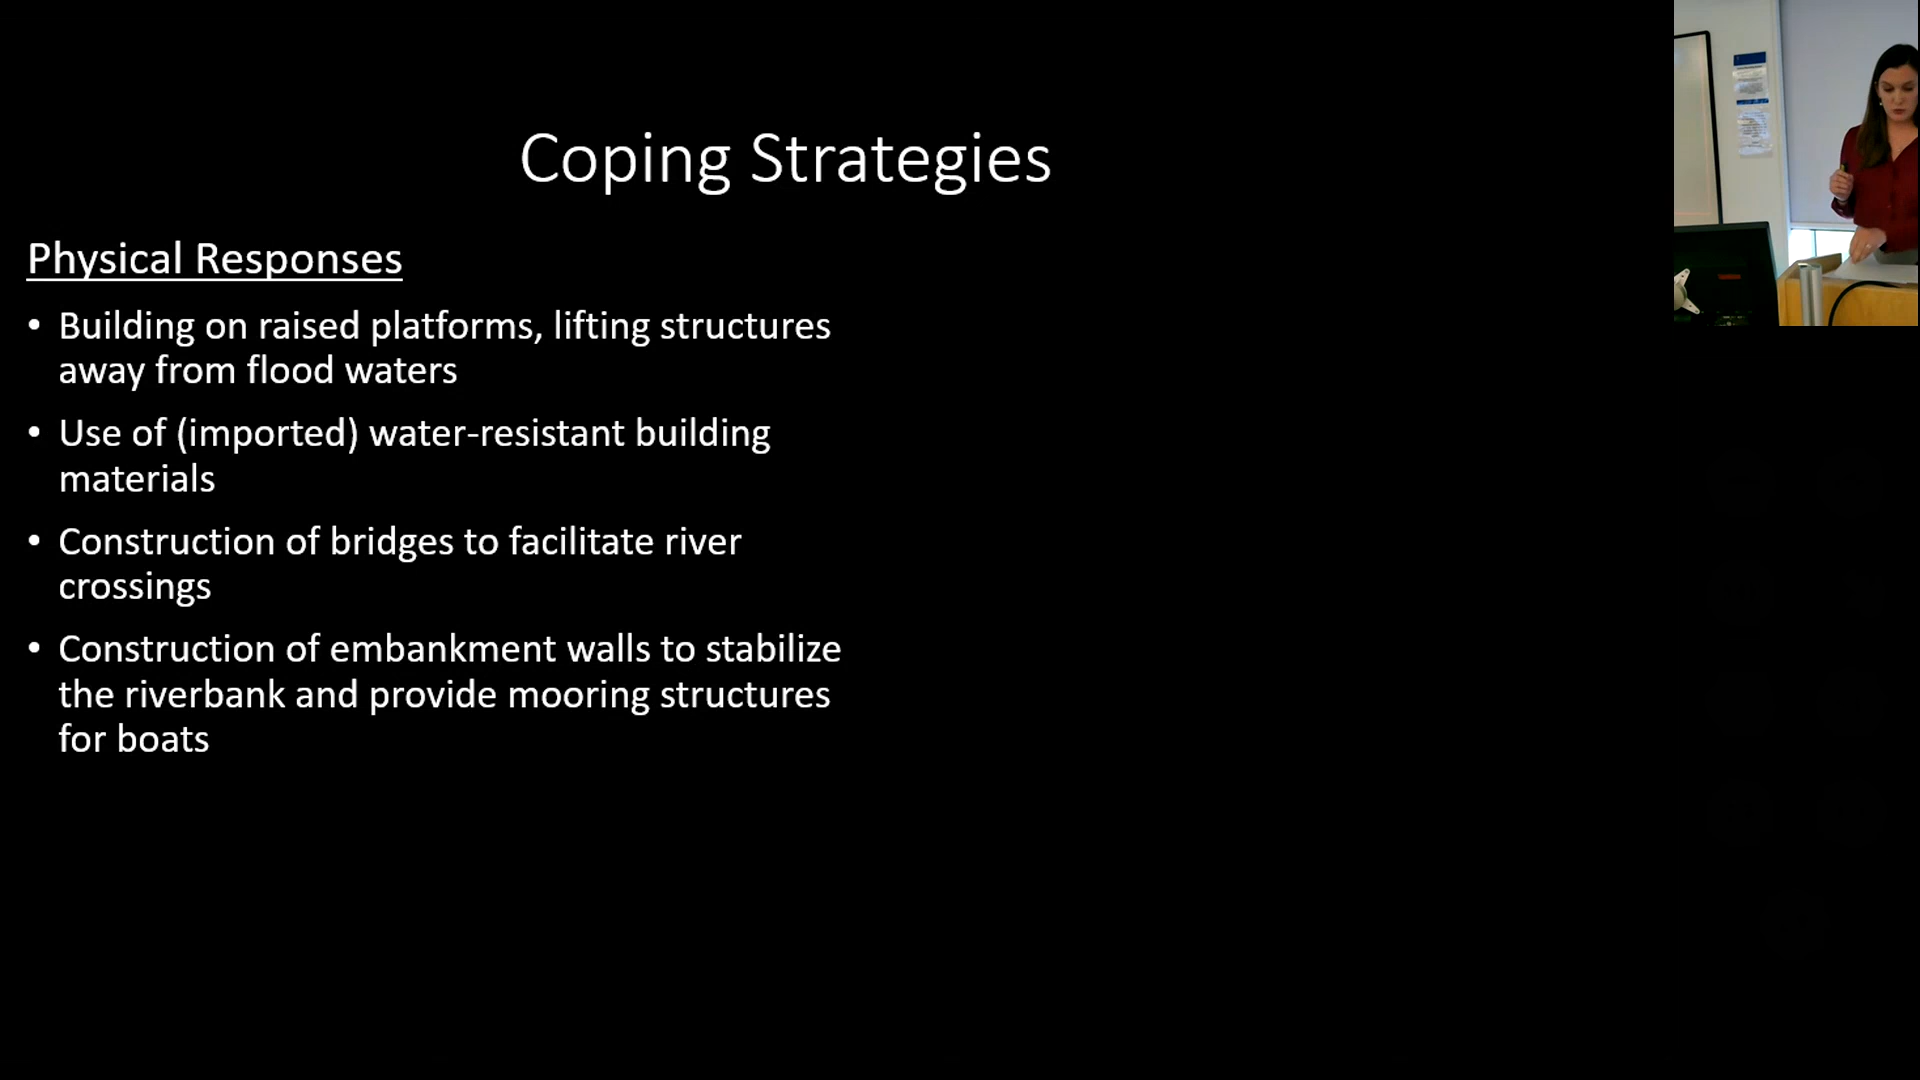 Coping Strategies
Physical Responses
• Building on raised platforms, lifting structures
away from flood waters
• Use of (imported) water-resistant building
materials
• Construction of bridges to facilitate river
crossings
• Construction of embankment walls to stabilize
the riverbank and provide mooring structures
for boats